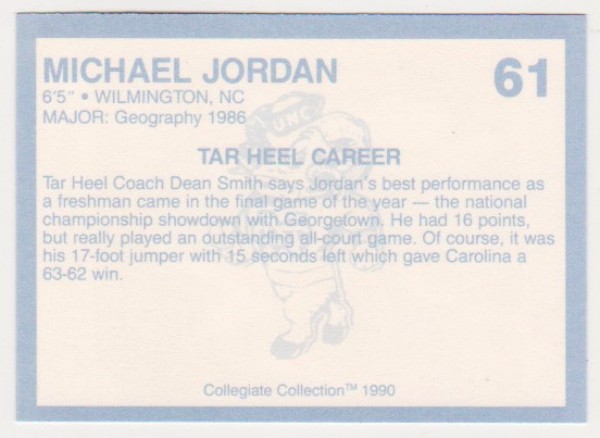 MICHAEL JORDAN
61
6'5" • WILMINGTON, NC
MAJOR: Geography 1986
UNC
TAR HEEL CAREER
Tar Heel Coach Dean Smith says Jordan's best performance as
a freshman came in the final game of the year — the national
championship showdown with Georgetown. He had 16 points,
but really played an outstanding all-court game. Of course, it was
his 17-foot jumper with 15 seconds left which gave Carolina a
63-62 win.
Collegiate Collection™ 1990